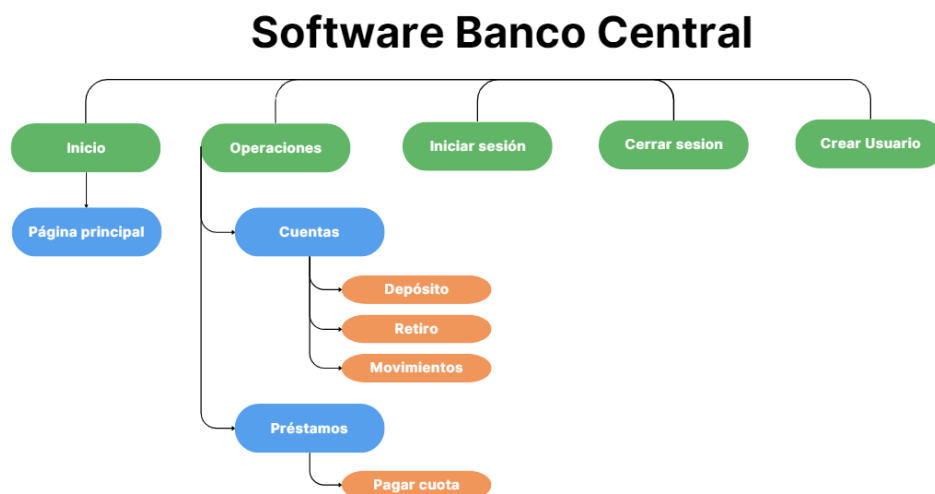 Software Banco Central
Inicio
Operaciones
Iniciar sesión
Cerrar sesion
Crear Usuario
Página principal
Cuentas
Depósito
Retiro
Movimientos
Préstamos
Pagar cuota